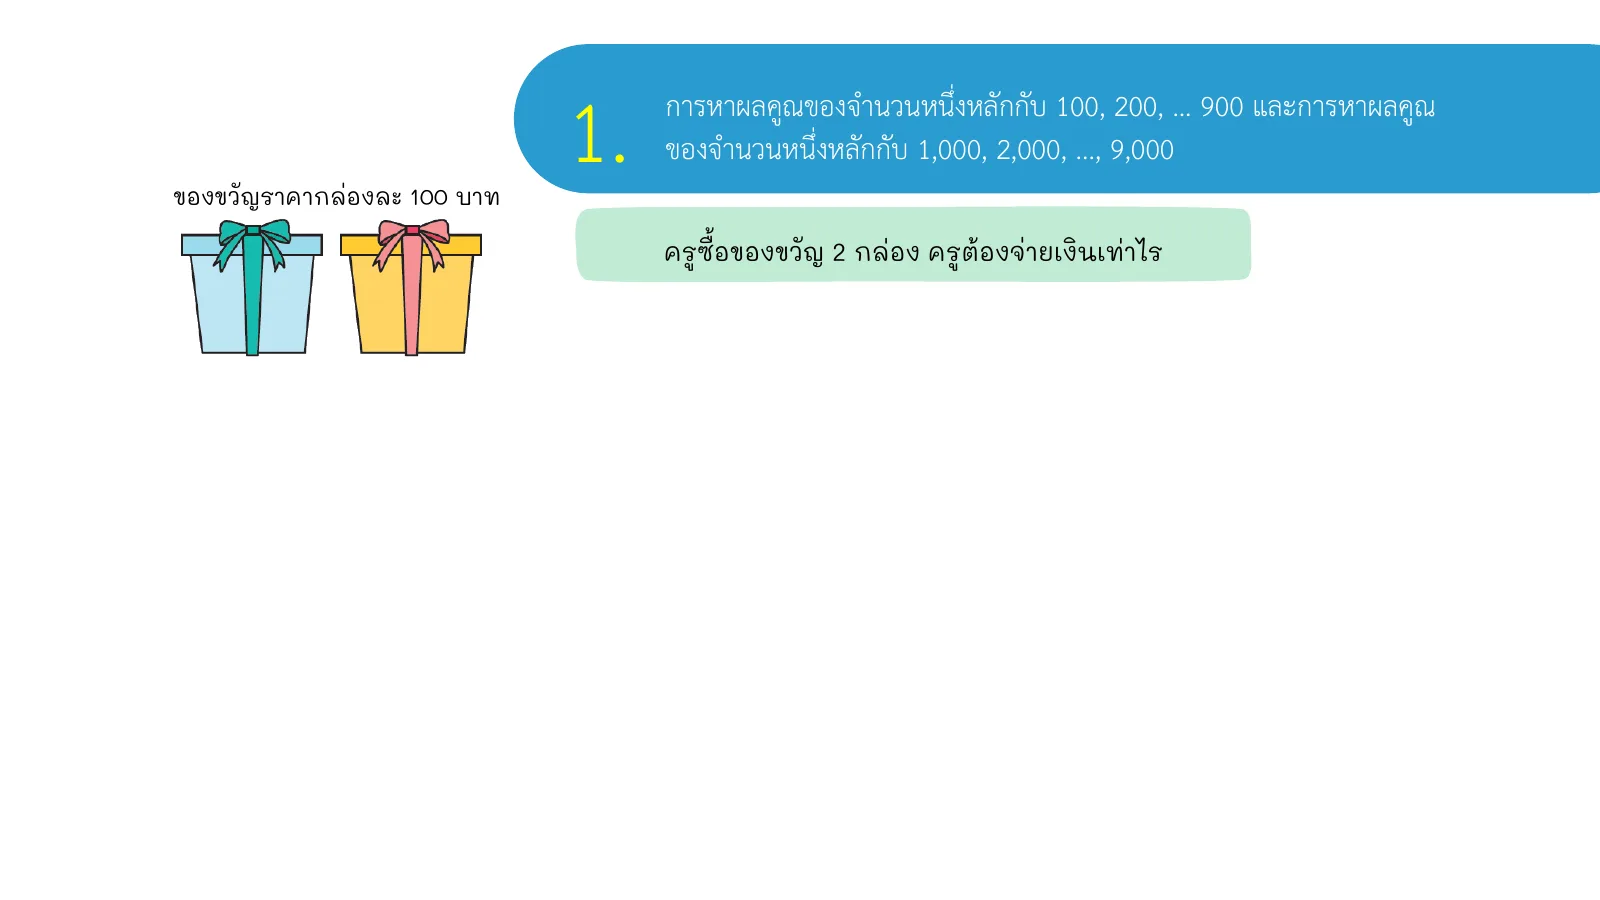 1.
การหาผลคูณของจำนวนหนึ่งหลักกับ 100, 200, ... 900 และการหาผลคูณ
ของจำนวนหนึ่งหลักกับ 1,000, 2,000, ..., 9,000
ของขวัญราคากล่องละ 100 บาท
ครูซื้อของขวัญ 2 กล่อง ครูต้องจ่ายเงินเท่าไร